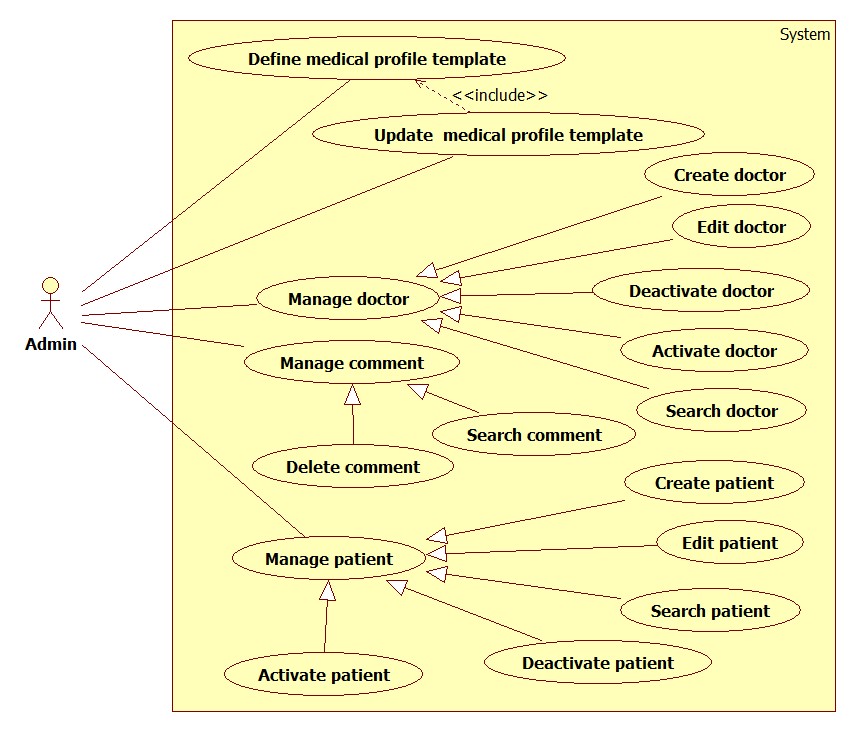 System
Define medical profile template
<<include>>
Update  medical profile template
Create doctor
Edit doctor
Manage doctor
Deactivate doctor
Admin
Activate doctor
Manage comment
Search doctor
Search comment
Delete comment
Create patient
Edit patient
Manage patient
Search patient
Deactivate patient
Activate patient